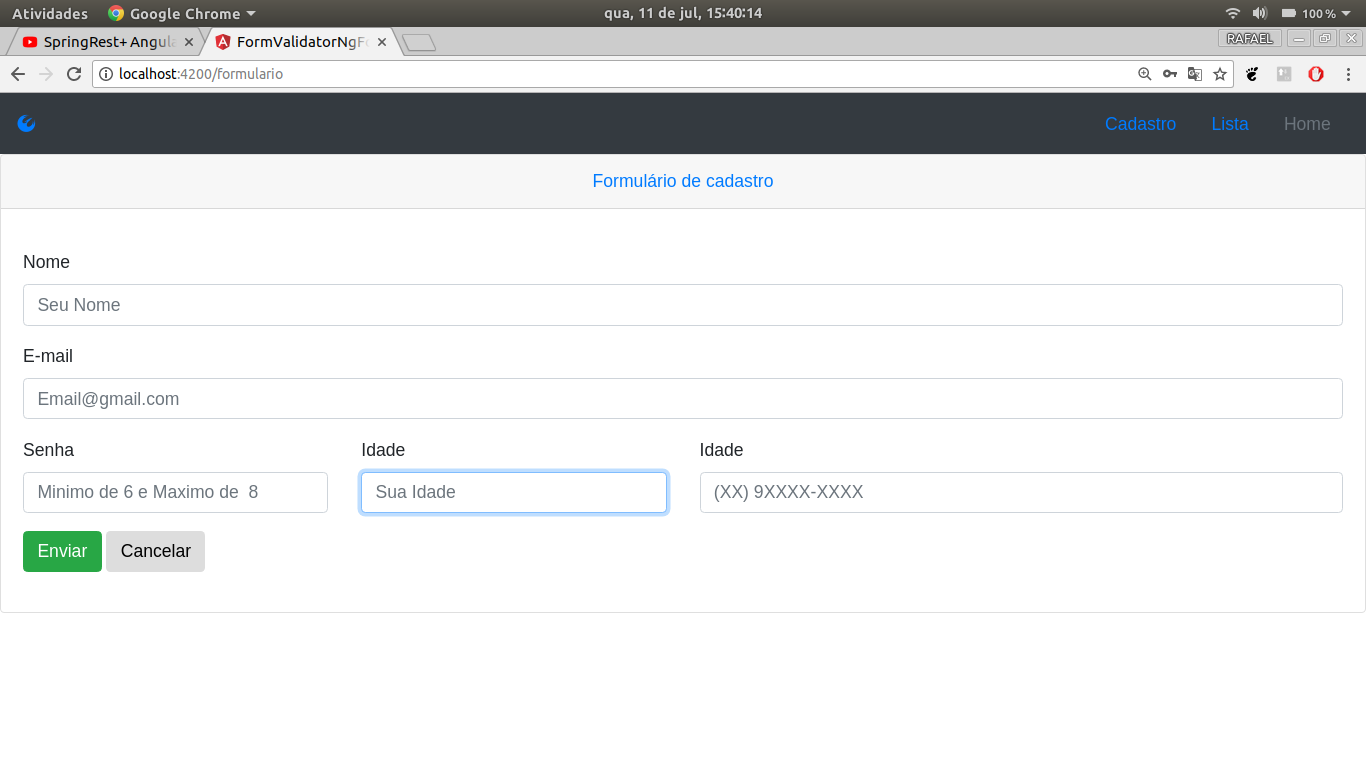 Atividades Google Chrome qua, 11 de jul, 15:40:14 100%
SpringRest+Angula FormValidatorNgFe RAFAEL
localhost:4200/formulario
Cadastro Lista Home
Formulário de cadastro
Nome
Seu Nome
E-mail
Email@gmail.com
Senha Idade Idade
Minimo de 6 e Maximo de 8 Sua Idade (XX) 9XXXX-XXXX
Enviar Cancelar